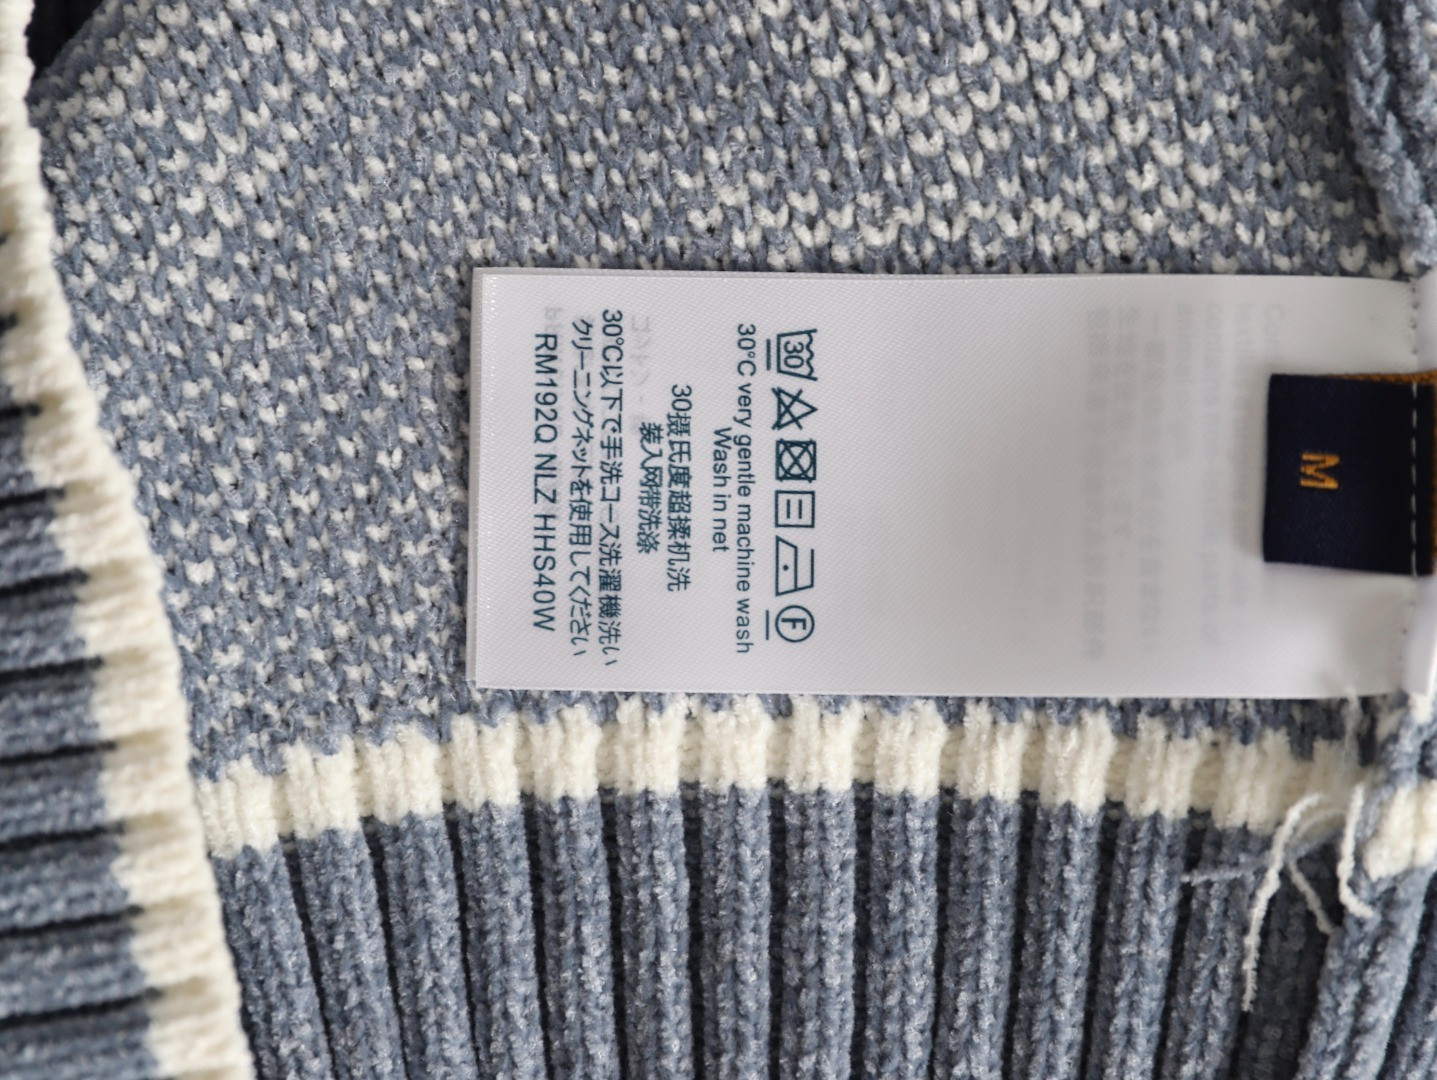 30
F
30°C very gentle machine wash
Wash in net
30摄氏度超揉机洗
装入网带洗涤
30℃以下で手洗コース洗濯機洗い
クリーニングネットを使用してください
RM192Q NLZ HHS40W
M